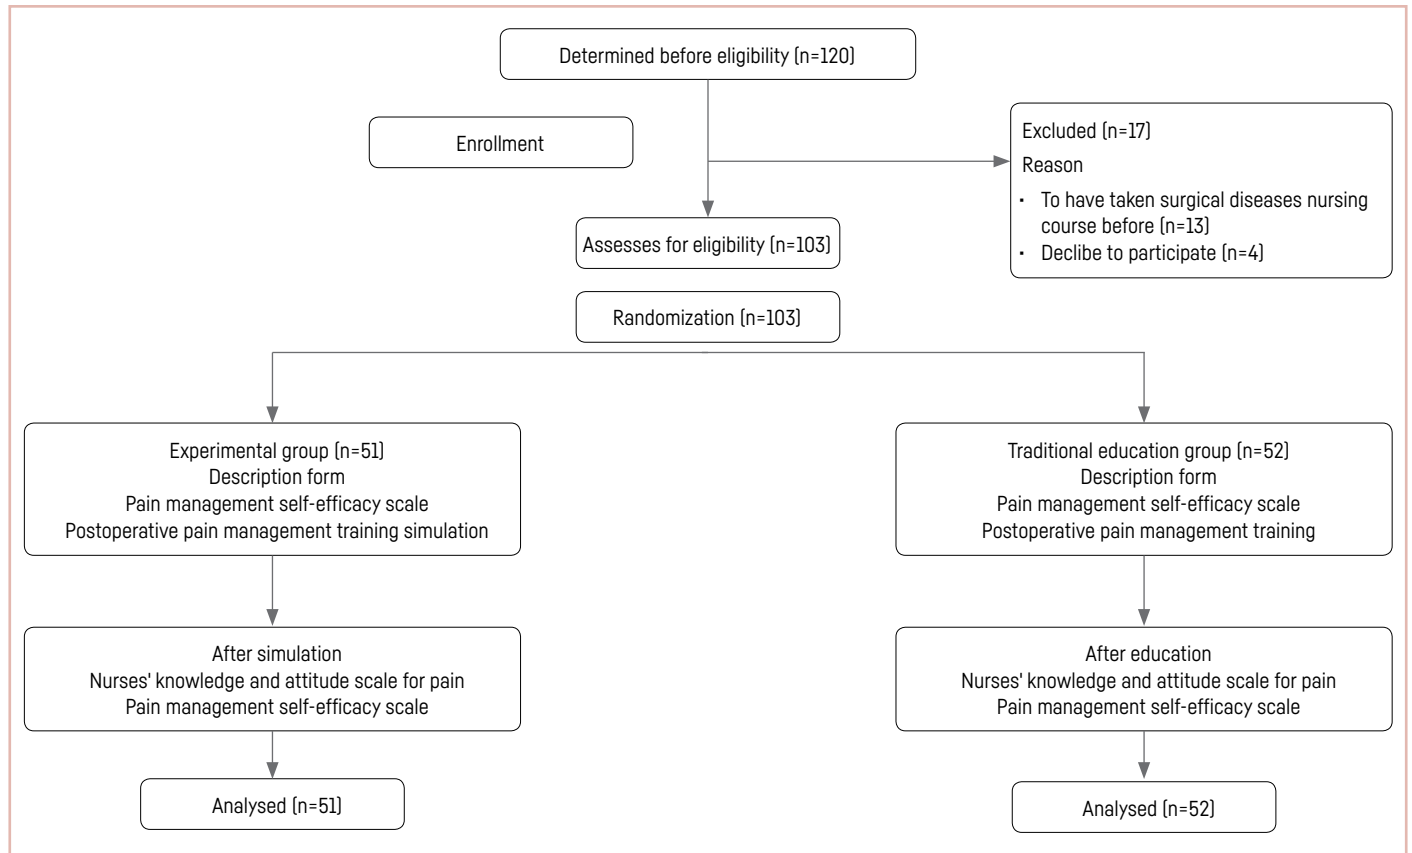 Determined before eligibility (n=120)
Enrollment
Excluded (n=17)
Reason
· To have taken surgical diseases nursing
course before (n=13)
· Declibe to participate (n=4)
Assesses for eligibility (n=103)
Randomization (n=103)
Experimental group (n=51)
Description form
Pain management self-efficacy scale
Postoperative pain management training simulation
Traditional education group (n=52)
Description form
Pain management self-efficacy scale
Postoperative pain management training
After simulation
Nurses' knowledge and attitude scale for pain
Pain management self-efficacy scale
After education
Nurses' knowledge and attitude scale for pain
Pain management self-efficacy scale
Analysed (n=51)
Analysed (n=52)